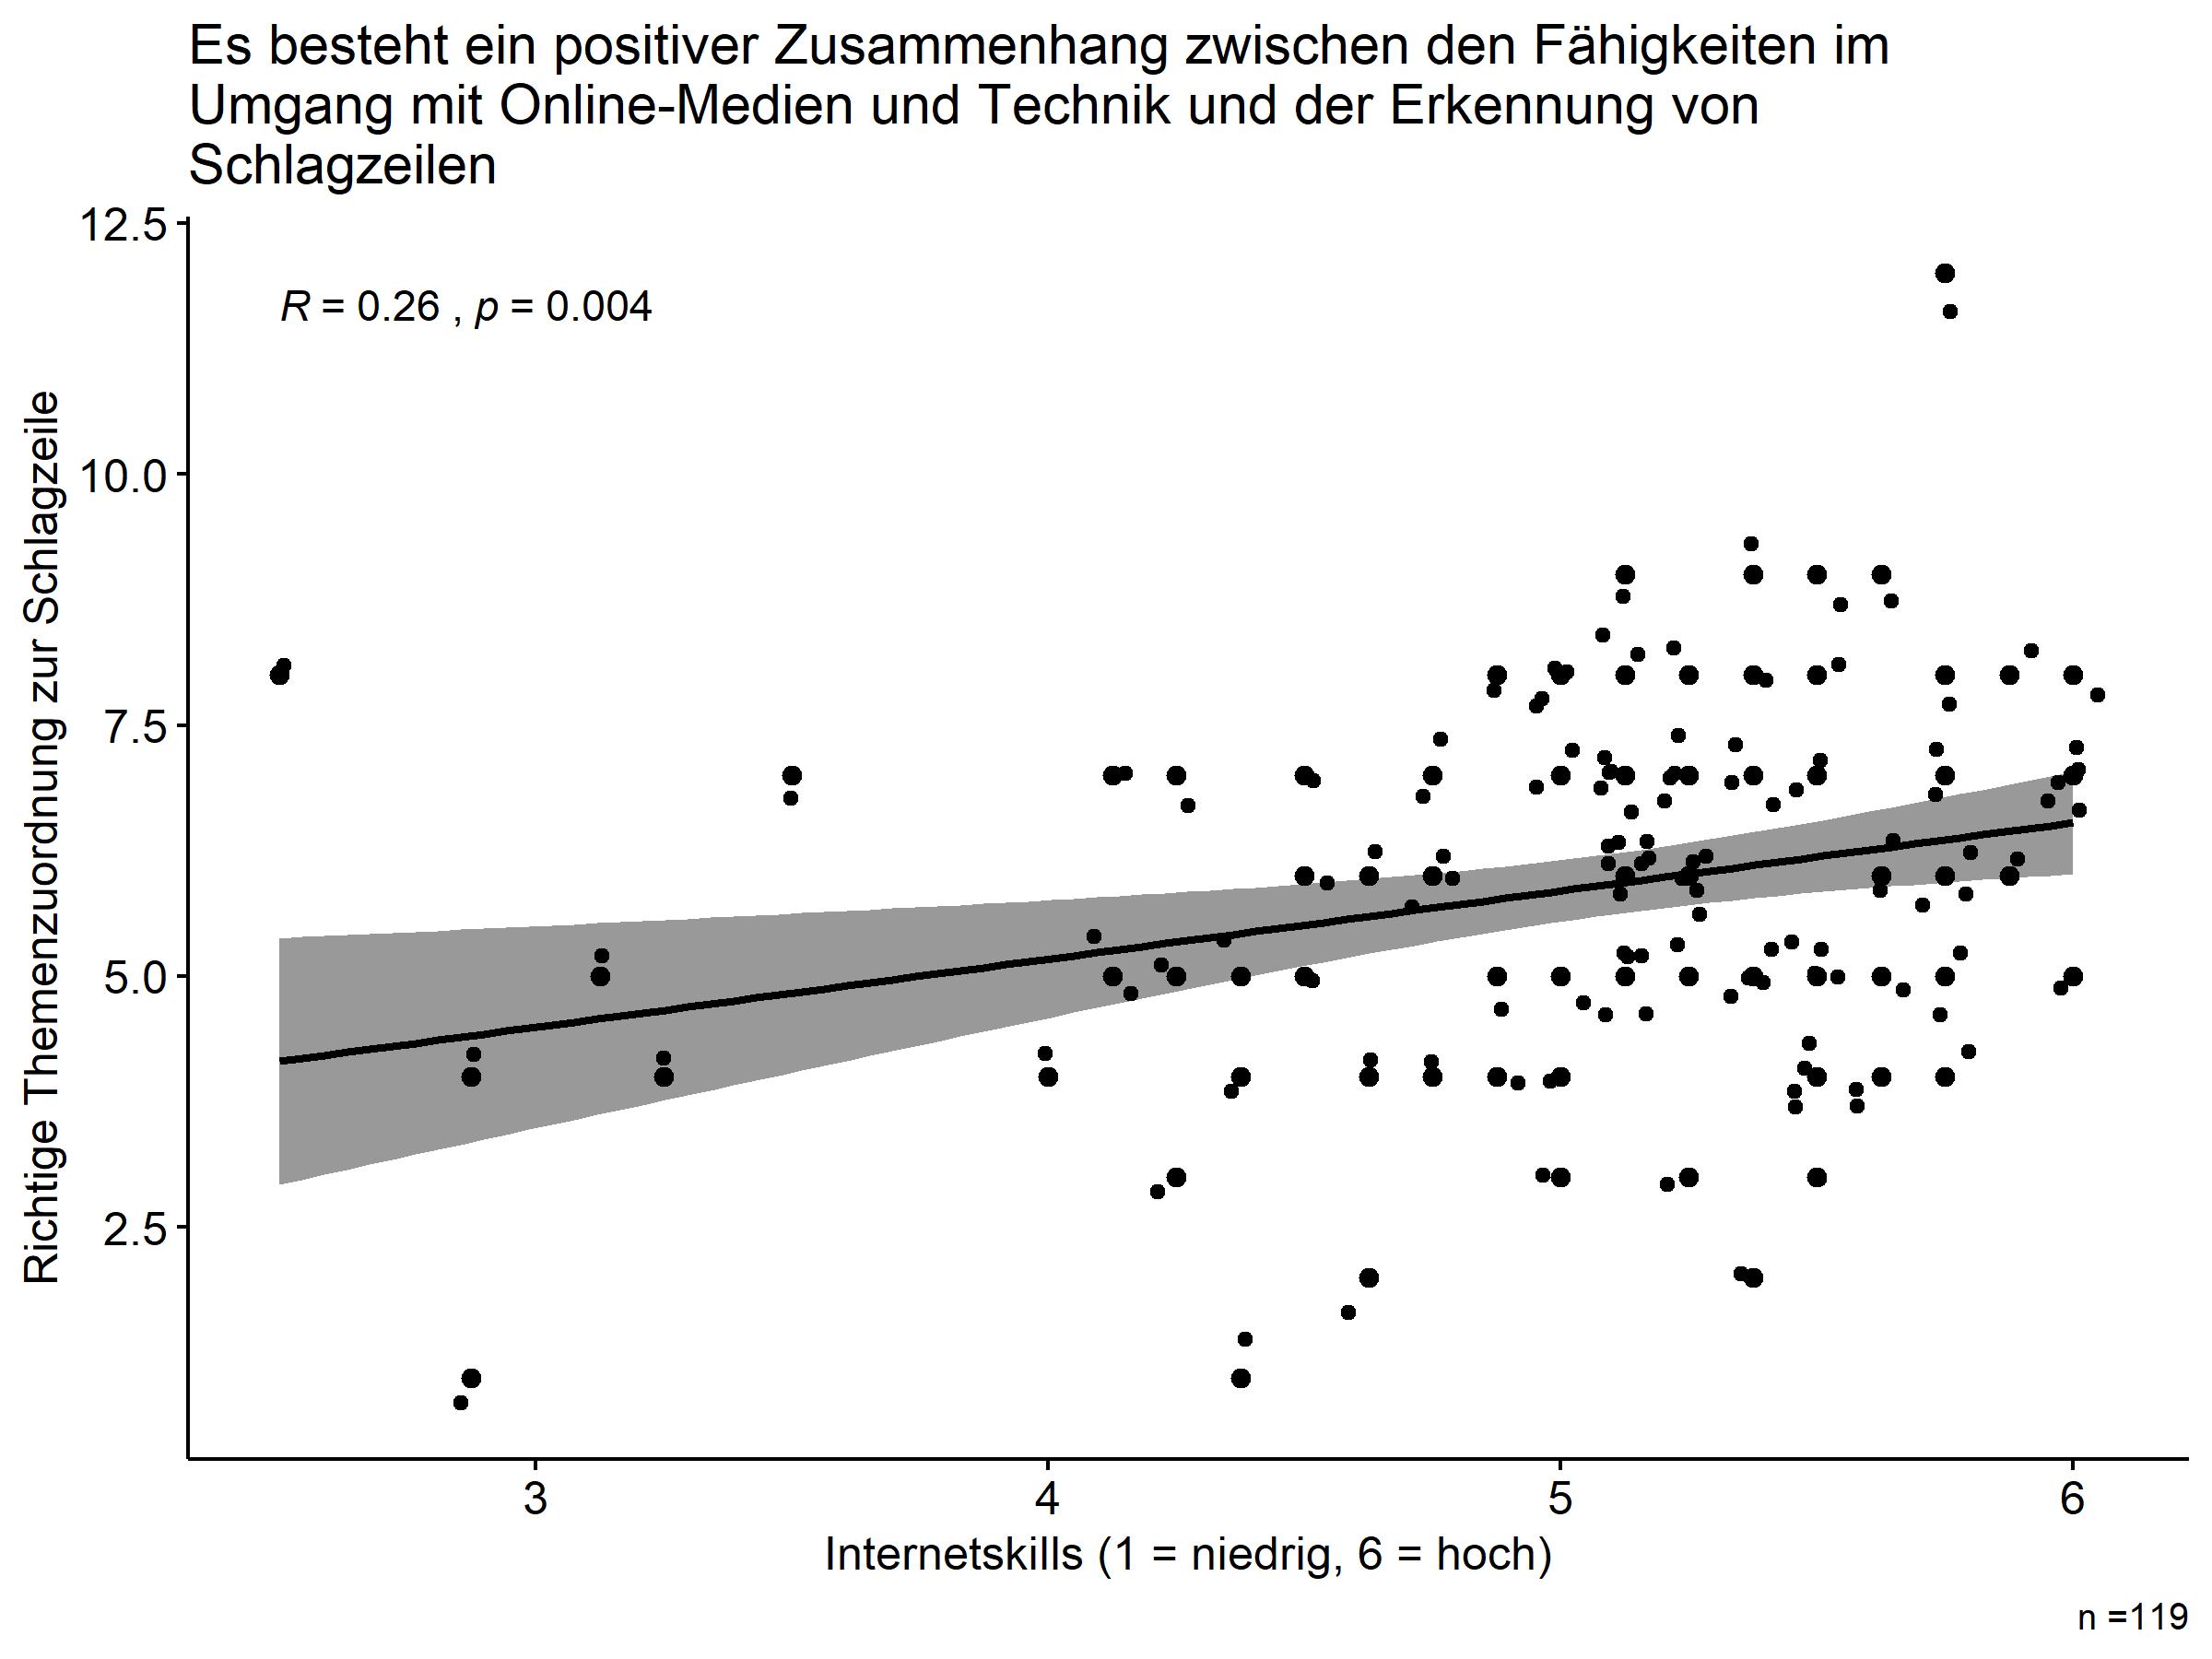 Es besteht ein positiver Zusammenhang zwischen den Fähigkeiten im
Umgang mit Online-Medien und Technik und der Erkennung von
Schlagzeilen
12.5
R = 0.26 , p = 0.004
10.0
7.5
5.0
2.5
Richtige Themenzuordnung zur Schlagzeile
3 4 5 6
Internetskills (1 = niedrig, 6 = hoch)
n =119